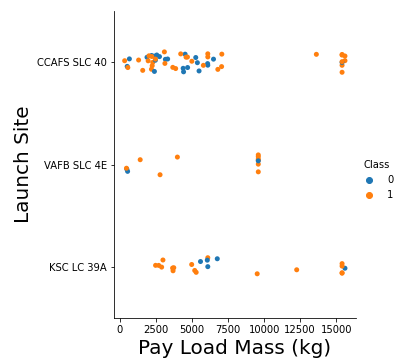 CCAFS SLC 40
VAFB SLC 4E
KSC LC 39A
Launch Site
0
2500
5000
7500
10000
12500
15000
Pay Load Mass (kg)
Class
0
1